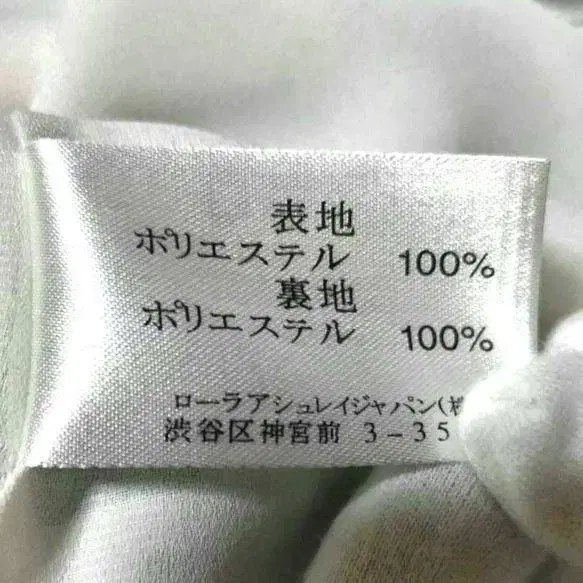 表地
ポリエステル 100%
裏地
ポリエステル 100%
ローラアシュレイジャパン(
渋谷区神宮前 3-35